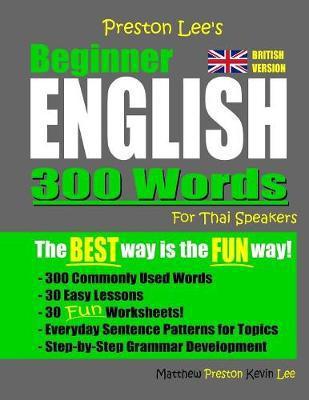 Preston Lee's
Beginner
BRITISH
VERSION
ENGLISH
300 Words
For Thai Speakers
The BEST way is the FUN way!
- 300 Commonly Used Words
- 30 Easy Lessons
- 30 Fun Worksheets!
- Everyday Sentence Patterns for Topics
- Step-by-Step Grammar Development
Matthew Preston Kevin Lee